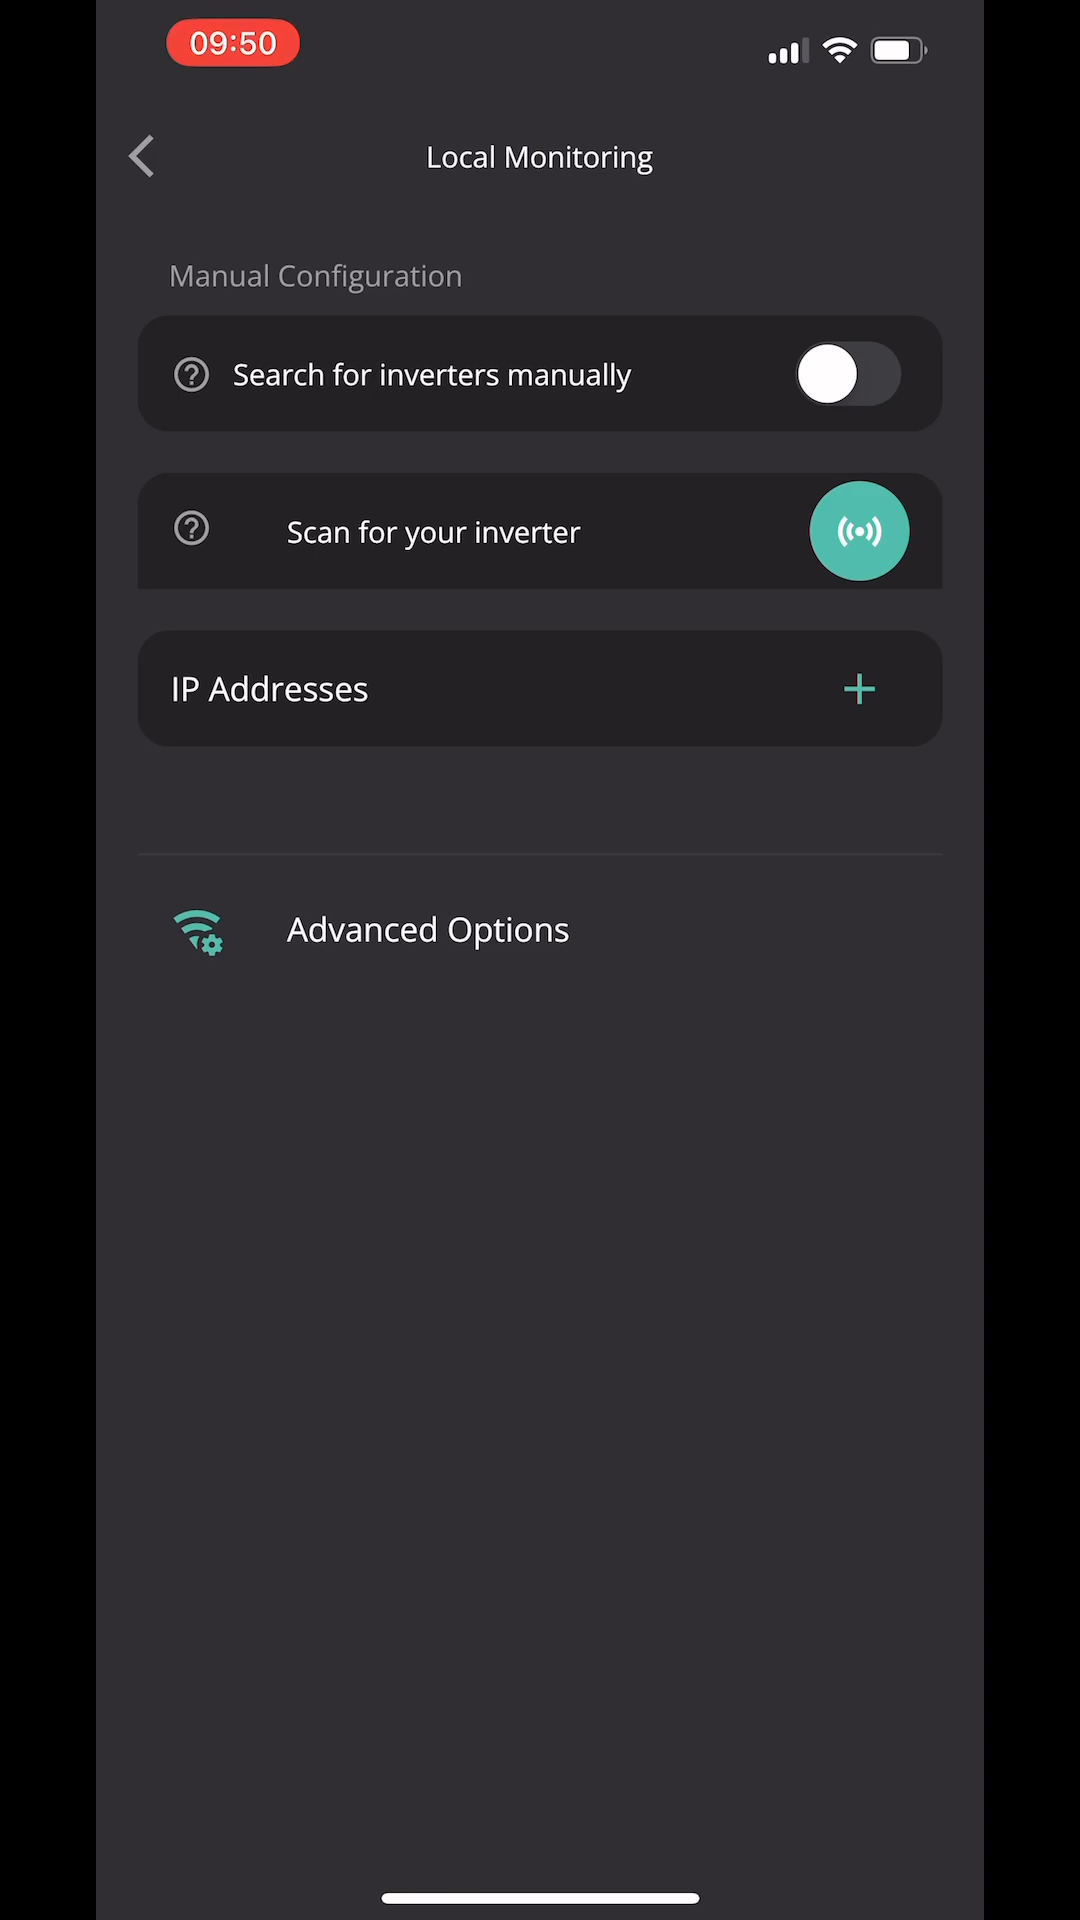 09:50
Local Monitoring
Manual Configuration
Search for inverters manually
Scan for your inverter
IP Addresses
Advanced Options